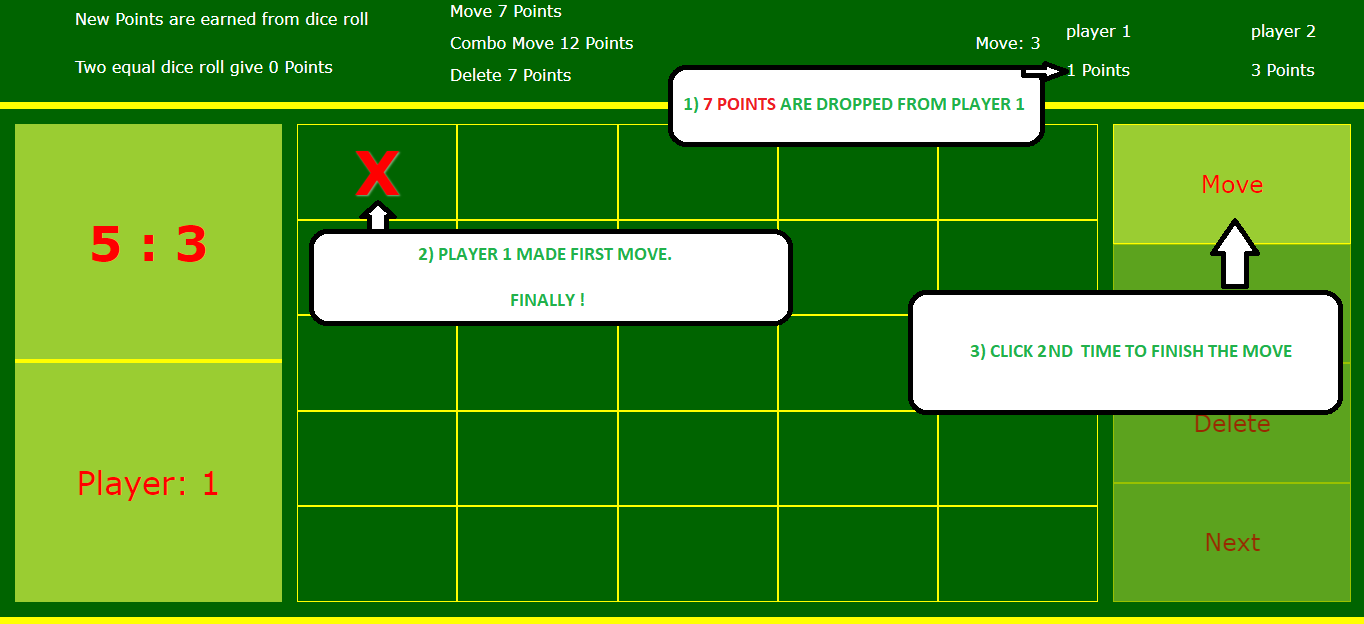 New Points are earned from dice roll
Two equal dice roll give 0 Points
Move 7 Points
Combo Move 12 Points
Delete 7 Points
Move: 3
player 1
1 Points
player 2
3 Points
1) 7 POINTS ARE DROPPED FROM PLAYER 1
5 : 3
Player: 1
X
2) PLAYER 1 MADE FIRST MOVE.
FINALLY !
Move
3) CLICK 2ND TIME TO FINISH THE MOVE
Delete
Next